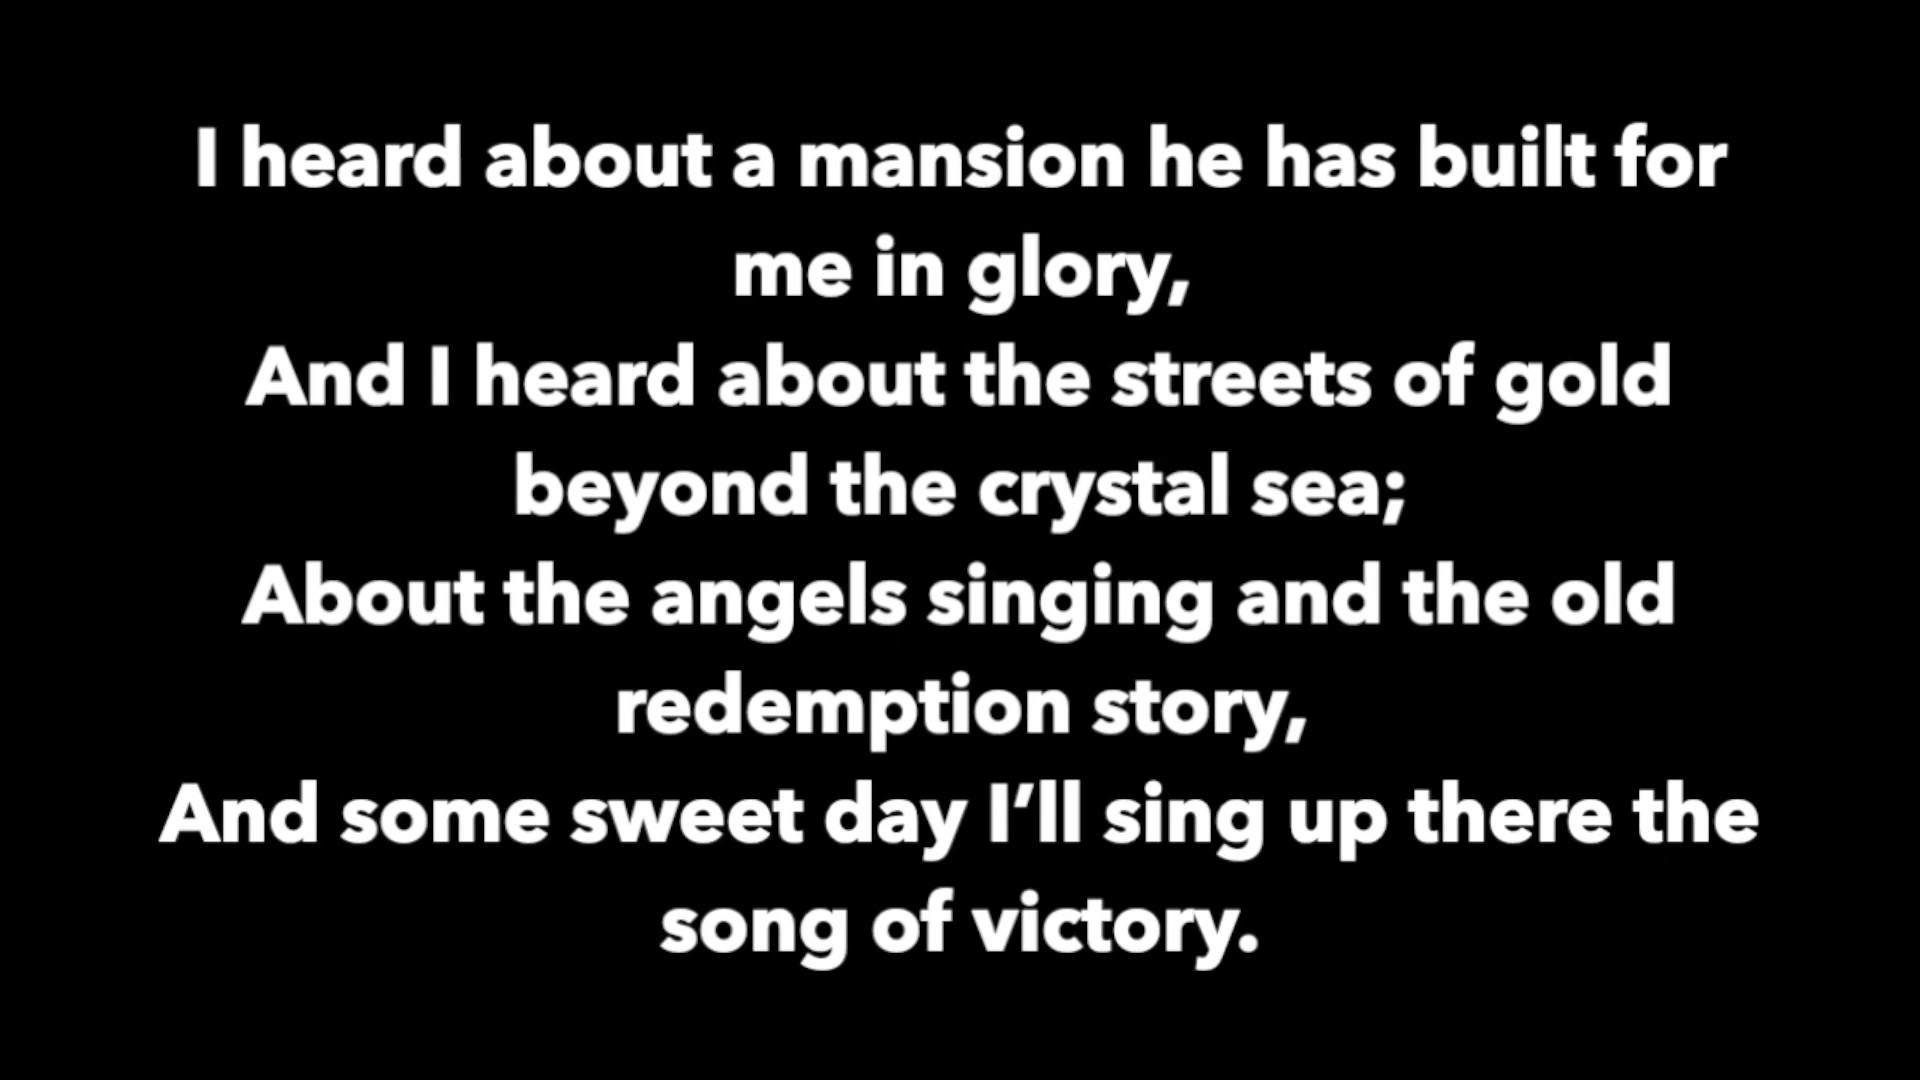 I heard about a mansion he has built for
me in glory,
And I heard about the streets of gold
beyond the crystal sea;
About the angels singing and the old
redemption story,
And some sweet day I’ll sing up there the
song of victory.